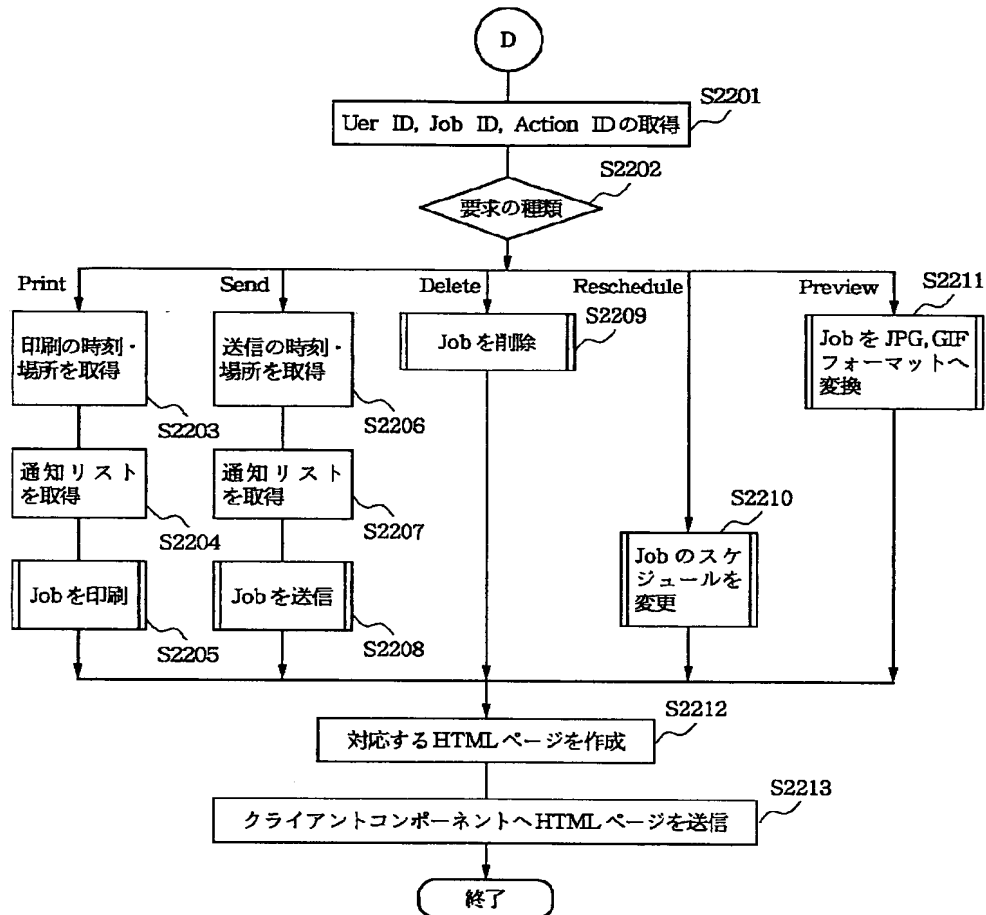 D
S2201
Uer ID, Job ID, Action IDの取得
S2202
要求の種類
Print
Send
Delete
Reschedule
Preview
印刷の時刻・
場所を取得
S2203
通知リスト
を取得
S2204
Jobを印刷
S2205
送信の時刻・
場所を取得
S2206
通知リスト
を取得
S2207
Jobを送信
S2208
Jobを削除
S2209
S2210
Jobのスケ
ジュールを
変更
S2211
JobをJPG,GIF
フォーマットへ
変換
S2212
対応するHTMLページを作成
S2213
クライアントコンポーネントへHTMLページを送信
終了